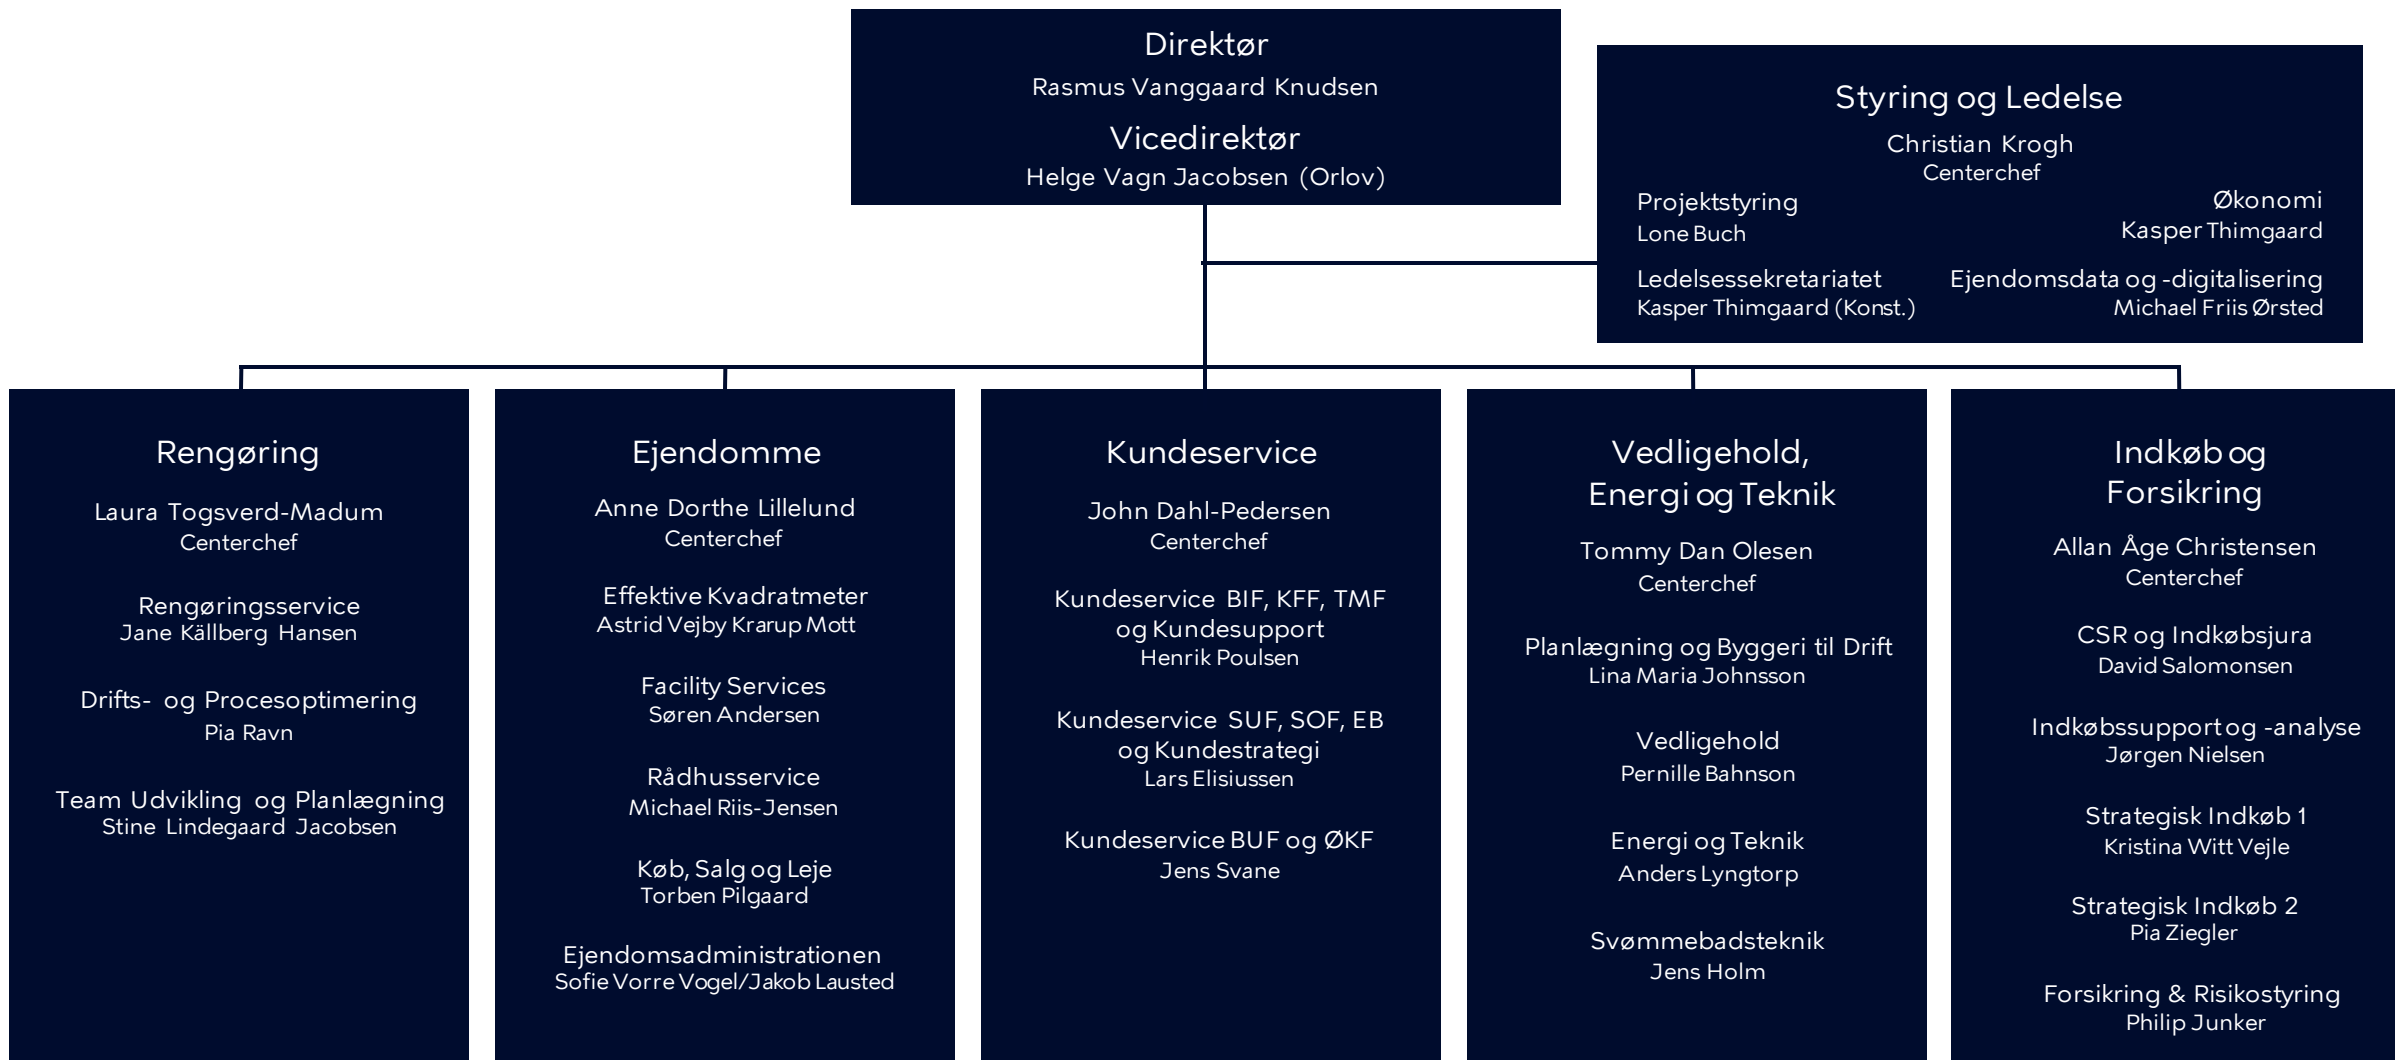 Direktør
Rasmus Vanggaard Knudsen
Vicedirektør
Helge Vagn Jacobsen (Orlov)
Styring og Ledelse
Christian Krogh
Centerchef
Projektstyring
Lone Buch
Økonomi
Kasper Thimgaard
Ledelsessekretariatet
Kasper Thimgaard (Konst.)
Ejendomsdata og -digitalisering
Michael Friis Ørsted
Rengøring
Laura Togsverd-Madum
Centerchef
Rengøringsservice
Jane Källberg Hansen
Drifts- og Procesoptimering
Pia Ravn
Team Udvikling og Planlægning
Stine Lindegaard Jacobsen
Ejendomme
Anne Dorthe Lillelund
Centerchef
Effektive Kvadratmeter
Astrid Vejby Krarup Mott
Facility Services
Søren Andersen
Rådhusservice
Michael Riis-Jensen
Køb, Salg og Leje
Torben Pilgaard
Ejendomsadministrationen
Sofie Vorre Vogel/Jakob Lausted
Kundeservice
John Dahl-Pedersen
Centerchef
Kundeservice BIF, KFF, TMF
og Kundesupport
Henrik Poulsen
Kundeservice SUF, SOF, EB
og Kundestrategi
Lars Elisiussen
Kundeservice BUF og ØKF
Jens Svane
Vedligehold,
Energi og Teknik
Tommy Dan Olesen
Centerchef
Planlægning og Byggeri til Drift
Lina Maria Johnsson
Vedligehold
Pernille Bahnson
Energi og Teknik
Anders Lyngtorp
Svømmebadsteknik
Jens Holm
Indkøb og
Forsikring
Allan Åge Christensen
Centerchef
CSR og Indkøbsjura
David Salomonsen
Indkøbssupport og -analyse
Jørgen Nielsen
Strategisk Indkøb 1
Kristina Witt Vejle
Strategisk Indkøb 2
Pia Ziegler
Forsikring & Risikostyring
Philip Junker